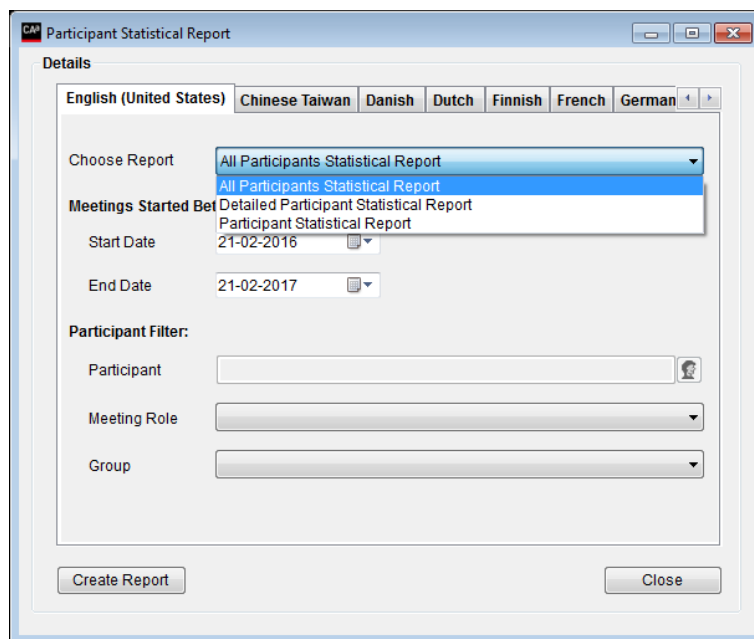 CAa Participant Statistical Report
Details
English (United States) Chinese Taiwan Danish Dutch Finnish French German
Choose Report All Participants Statistical Report
All Participants Statistical Report
Detailed Participant Statistical Report
Participant Statistical Report
Meetings Started Bet
Start Date 21-02-2016
End Date 21-02-2017
Participant Filter:
Participant
Meeting Role
Group
Create Report Close